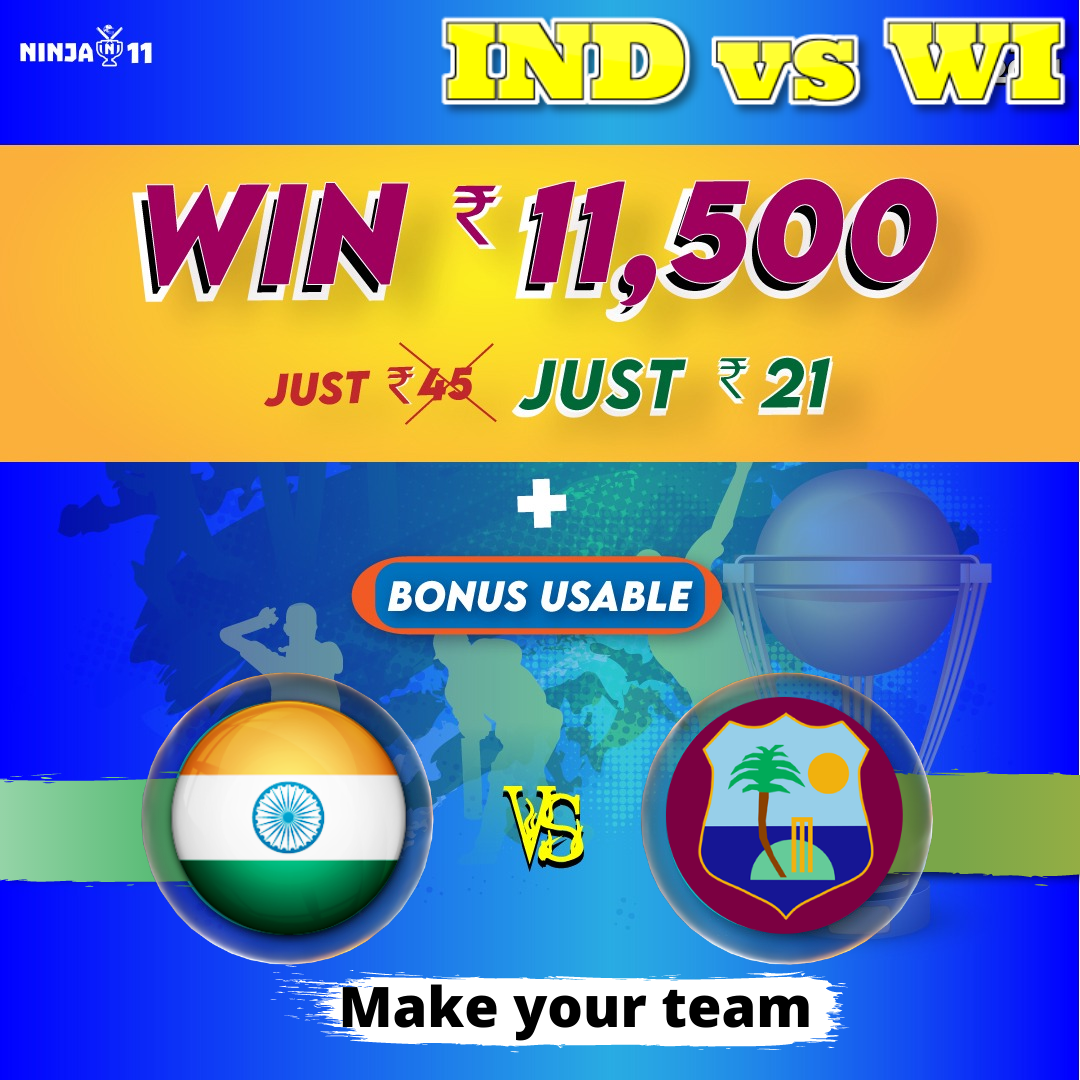 NINJA N 11
IND vs WI
WIN ₹ 11,500
JUST ₹ 45 JUST ₹ 21
+
BONUS USABLE
VS
Make your team